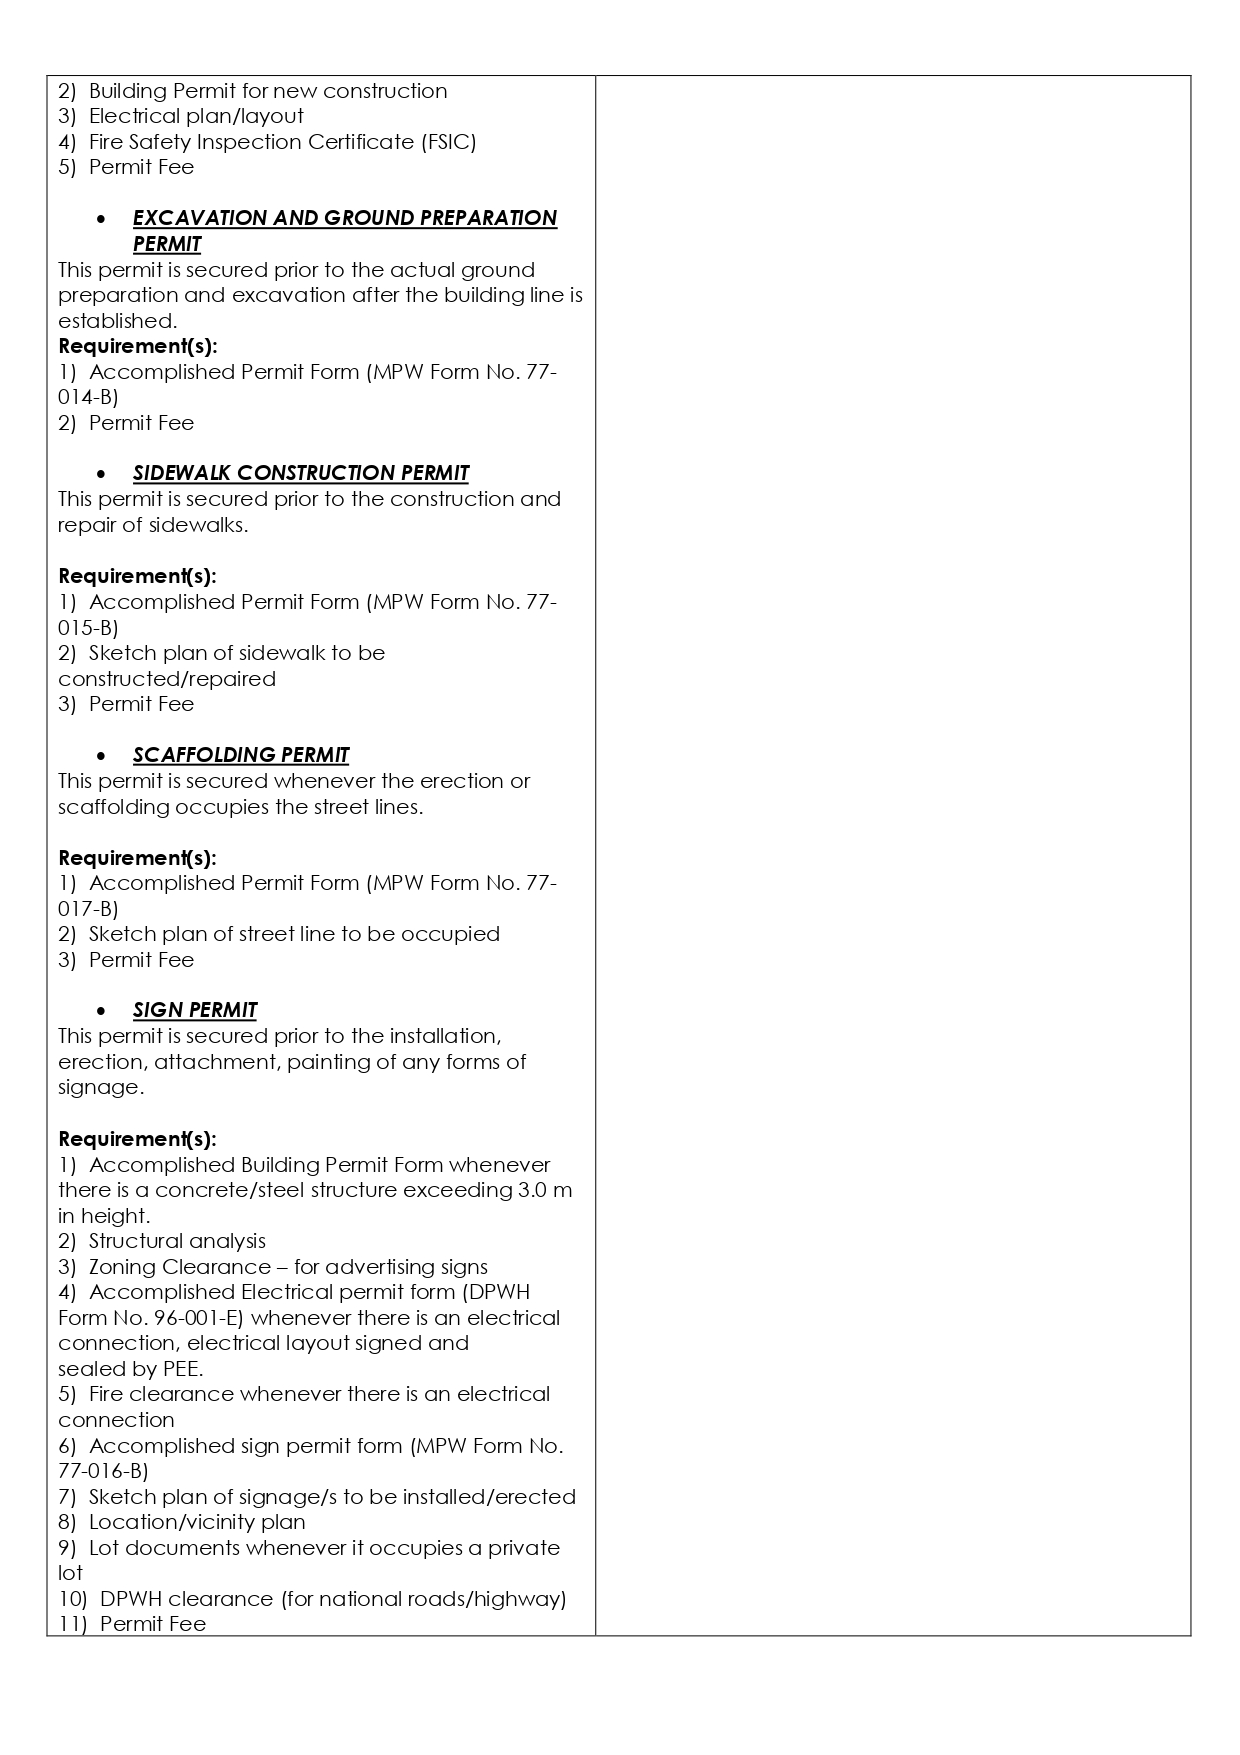 2)  Building Permit for new construction
3)  Electrical plan/layout
4)  Fire Safety Inspection Certificate (FSIC)
5)  Permit Fee
• EXCAVATION AND GROUND PREPARATION
PERMIT
This permit is secured prior to the actual ground
preparation and excavation after the building line is
established.
Requirement(s):
1)  Accomplished Permit Form (MPW Form No. 77-
014-B)
2)  Permit Fee
• SIDEWALK CONSTRUCTION PERMIT
This permit is secured prior to the construction and
repair of sidewalks.
Requirement(s):
1)  Accomplished Permit Form (MPW Form No. 77-
015-B)
2)  Sketch plan of sidewalk to be
constructed/repaired
3)  Permit Fee
• SCAFFOLDING PERMIT
This permit is secured whenever the erection or
scaffolding occupies the street lines.
Requirement(s):
1)  Accomplished Permit Form (MPW Form No. 77-
017-B)
2)  Sketch plan of street line to be occupied
3)  Permit Fee
• SIGN PERMIT
This permit is secured prior to the installation,
erection, attachment, painting of any forms of
signage.
Requirement(s):
1)  Accomplished Building Permit Form whenever
there is a concrete/steel structure exceeding 3.0 m
in height.
2)  Structural analysis
3)  Zoning Clearance – for advertising signs
4)  Accomplished Electrical permit form (DPWH
Form No. 96-001-E) whenever there is an electrical
connection, electrical layout signed and
sealed by PEE.
5)  Fire clearance whenever there is an electrical
connection
6)  Accomplished sign permit form (MPW Form No.
77-016-B)
7)  Sketch plan of signage/s to be installed/erected
8)  Location/vicinity plan
9)  Lot documents whenever it occupies a private
lot
10)  DPWH clearance (for national roads/highway)
11)  Permit Fee